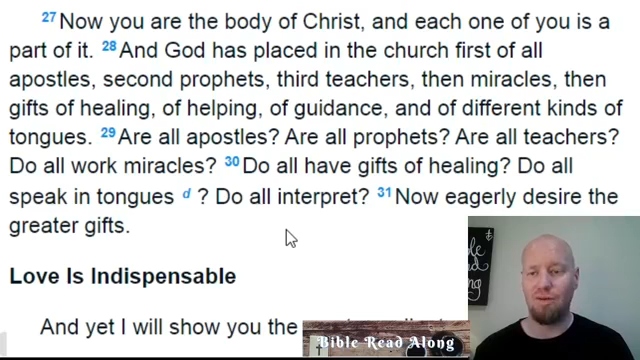 27 Now you are the body of Christ, and each one of you is a
part of it. 28 And God has placed in the church first of all
apostles, second prophets, third teachers, then miracles, then
gifts of healing, of helping, of guidance, and of different kinds of
tongues. 29 Are all apostles? Are all prophets? Are all teachers?
Do all work miracles? 30 Do all have gifts of healing? Do all
speak in tongues d ? Do all interpret? 31 Now eagerly desire the
greater gifts.
Love Is Indispensable
And yet I will show you the
Bible Read Along